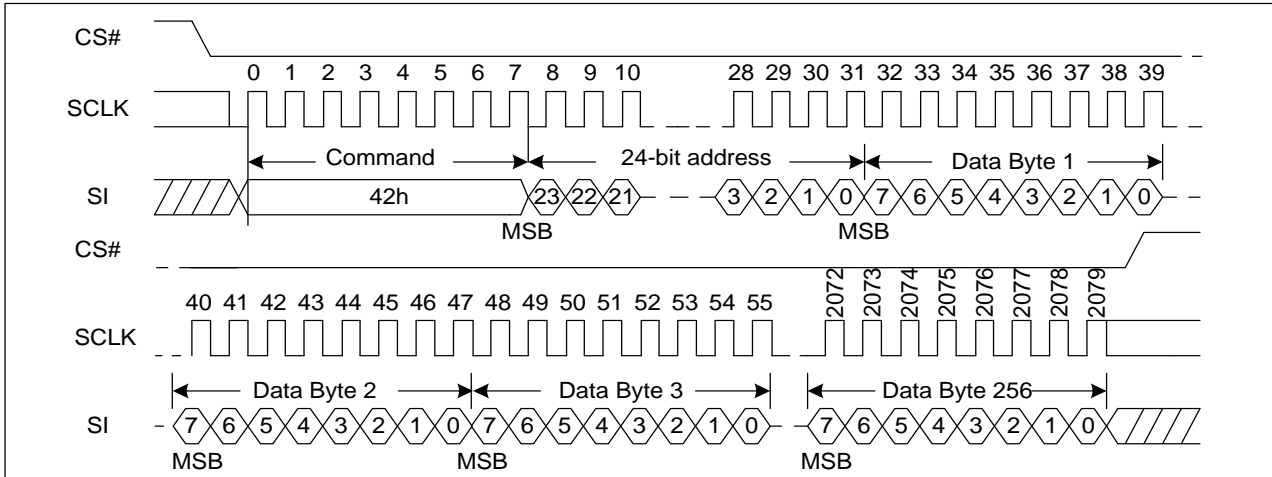 CS#
0 1 2 3 4 5 6 7 8 9 10 28 29 30 31 32 33 34 35 36 37 38 39
SCLK
Command 24-bit address Data Byte 1
SI 42h 23 22 21 3 2 1 0 7 6 5 4 3 2 1 0
MSB MSB
CS#
40 41 42 43 44 45 46 47 48 49 50 51 52 53 54 55 2072 2073 2074 2075 2076 2077 2078 2079
SCLK
Data Byte 2 Data Byte 3 Data Byte 256
SI 7 6 5 4 3 2 1 0 7 6 5 4 3 2 1 0 7 6 5 4 3 2 1 0
MSB MSB MSB